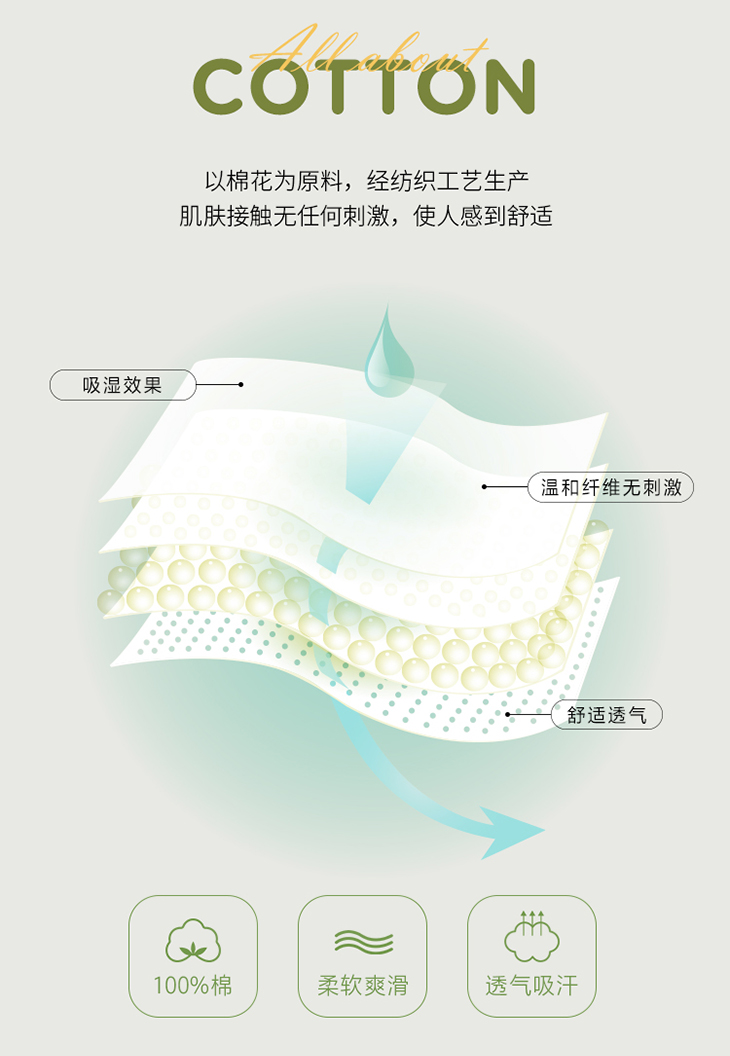 All about
COTTON
以棉花为原料，经纺织工艺生产
肌肤接触无任何刺激，使人感到舒适
吸湿效果
温和纤维无刺激
舒适透气
100%棉
柔软爽滑
透气吸汗